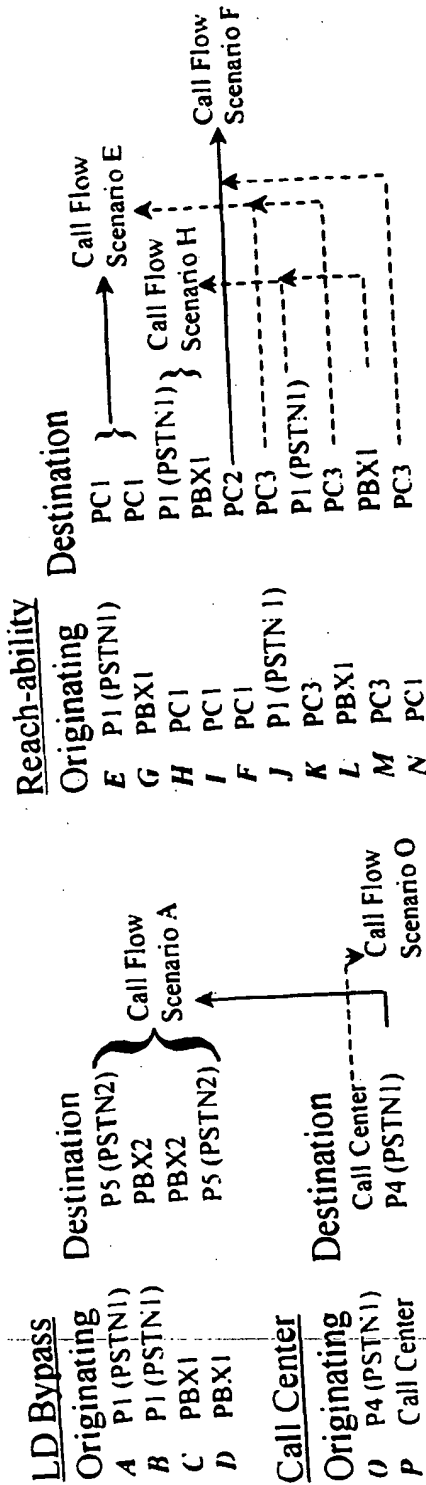 LD Bypass
Originating Destination
A P1 (PSTN1) P5 (PSTN2)
B P1 (PSTN1) PBX2
C PBX1 PBX2
D PBX1 P5 (PSTN2)
Call Flow
Scenario A
Call Center
Originating Destination
O P4 (PSTN1) Call Center
P Call Center P4 (PSTN1)
Call Flow
Scenario O
Reach-ability
Originating Destination
E P1 (PSTN1) PC1
G PBX1 PC1
H PC1 P1 (PSTN1)
I PC1 PBX1
F PC1 PC2
J P1 (PSTN1) PC3
K PC3 P1 (PSTN1)
L PBX1 PC3
M PC3 PBX1
N PC1 PC3
Call Flow
Scenario E
Call Flow
Scenario H
Call Flow
Scenario F